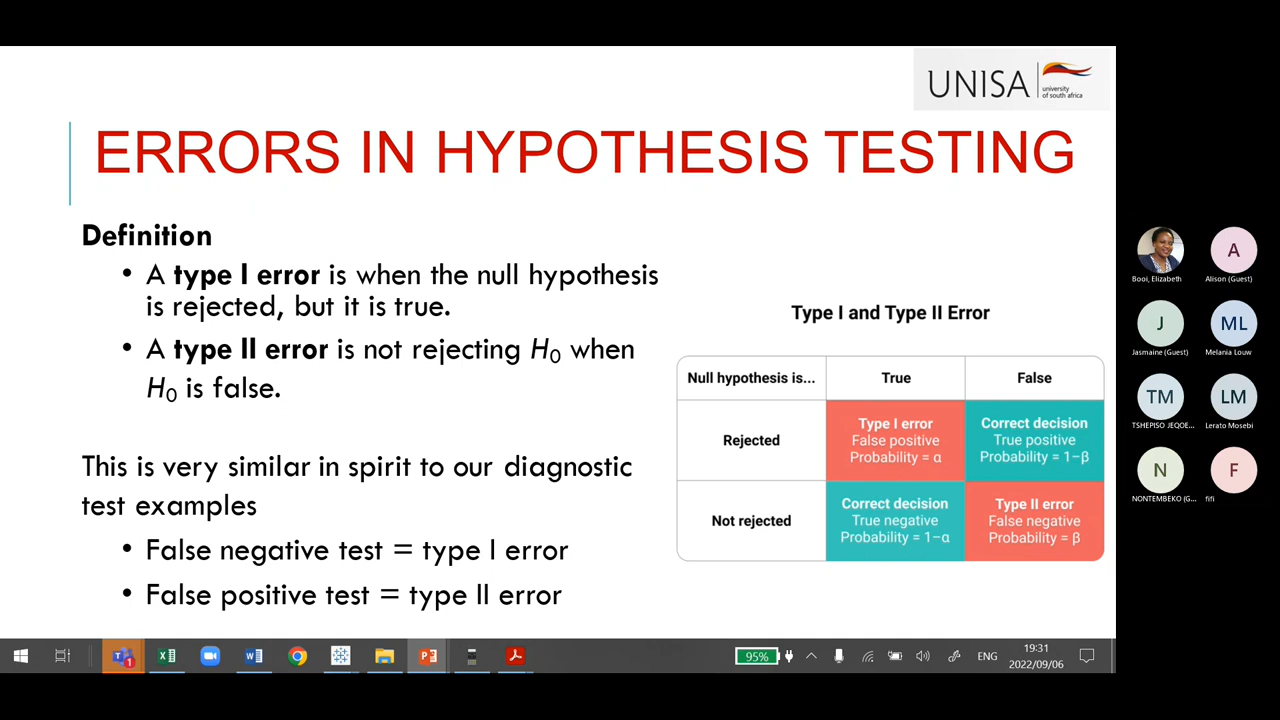 UNISA
university
of south africa
ERRORS IN HYPOTHESIS TESTING
Definition
• A type I error is when the null hypothesis
is rejected, but it is true.
• A type II error is not rejecting H0 when
H0 is false.
This is very similar in spirit to our diagnostic
test examples
• False negative test = type I error
• False positive test = type II error
Type I and Type II Error
Null hypothesis is... True False
Rejected
Type I error
False positive
Probability = α
Correct decision
True positive
Probability = 1−β
Not rejected
Correct decision
True negative
Probability = 1−α
Type II error
False negative
Probability = β
Booi, Elizabeth
A
Alison (Guest)
J
Jasmaine (Guest)
ML
Melania Louw
TM
TSHEPISO JEQOE...
LM
Lerato Mosebi
N
NONTEMBEKO (G...
F
fifi
1
95%
ENG
19:31
2022/09/06